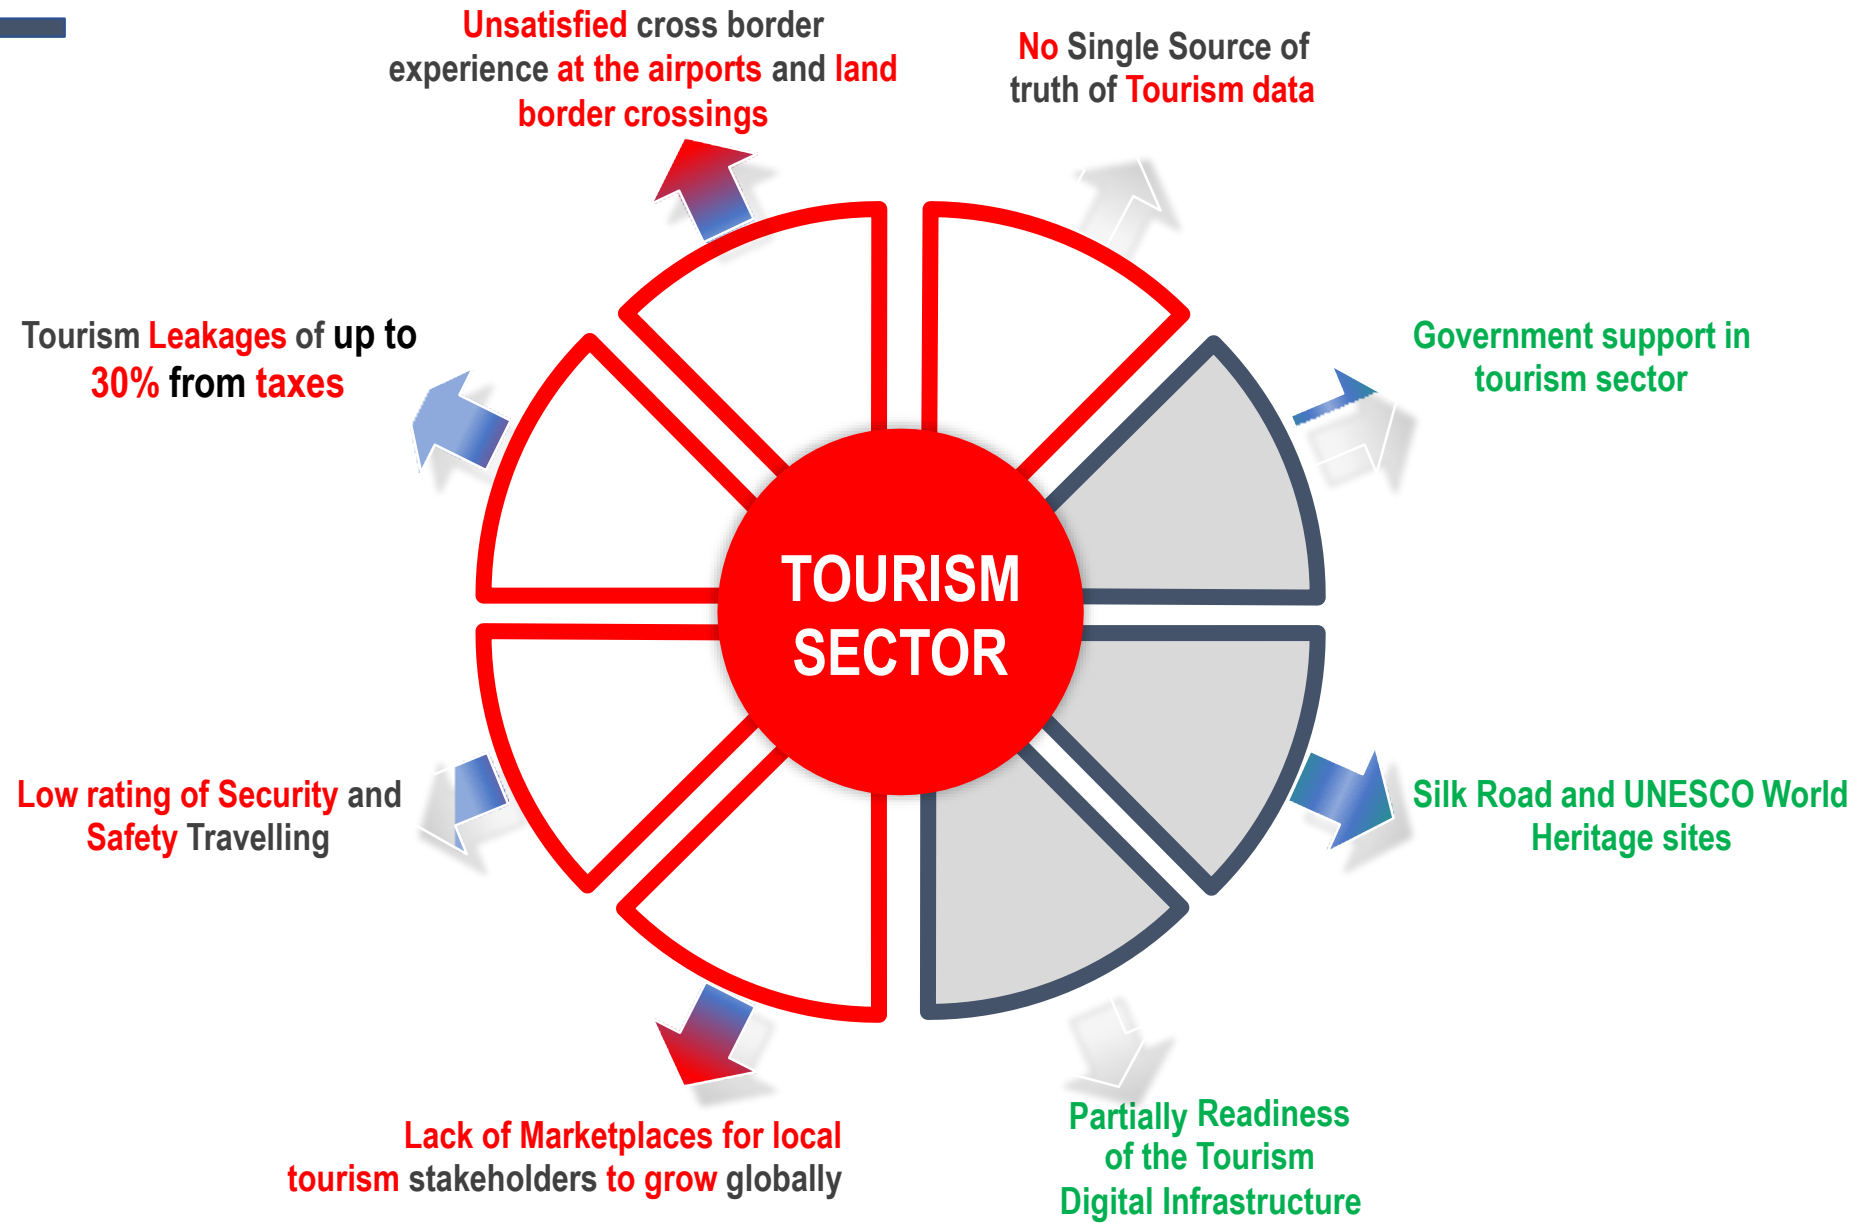 Unsatisfied cross border
experience at the airports and land
border crossings
No Single Source of
truth of Tourism data
Tourism Leakages of up to
30% from taxes
Government support in
tourism sector
TOURISM
SECTOR
Low rating of Security and
Safety Travelling
Silk Road and UNESCO World
Heritage sites
Lack of Marketplaces for local
tourism stakeholders to grow globally
Partially Readiness
of the Tourism
Digital Infrastructure